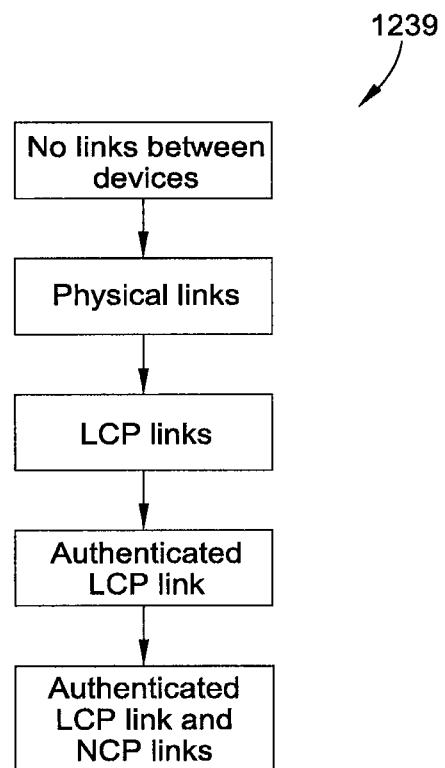 1239
No links between
devices
Physical links
LCP links
Authenticated
LCP link
Authenticated
LCP link and
NCP links